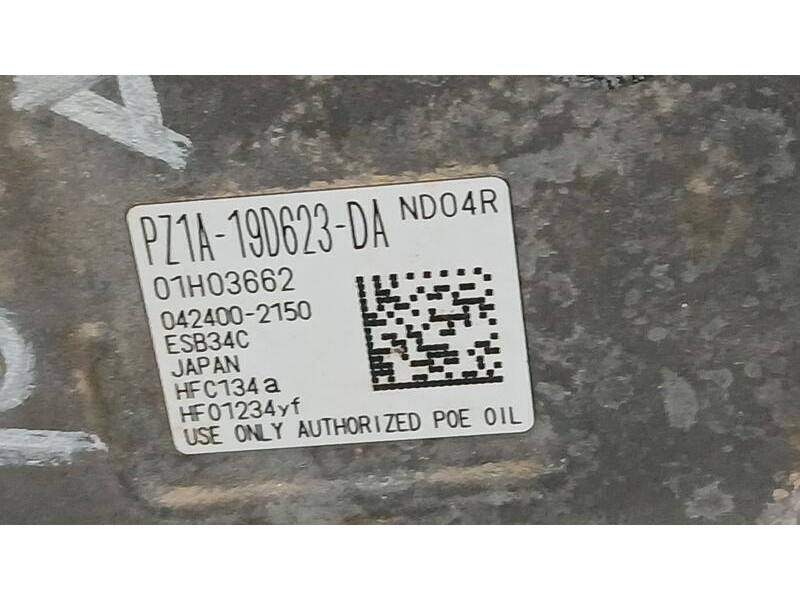 PZ1A-19D623-DA ND04R
01H03662
042400-2150
ESB34C
JAPAN
HFC134a
HFO1234yf
USE ONLY AUTHORIZED POE OIL